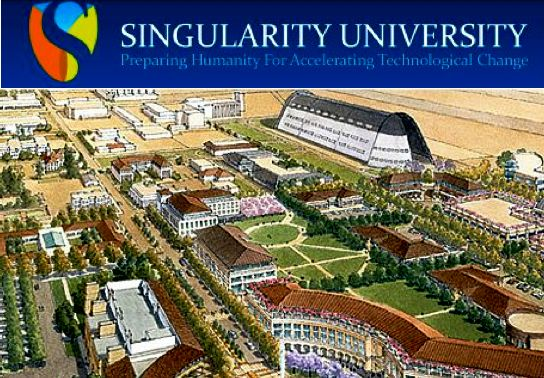 SINGULARITY UNIVERSITY
Preparing Humanity For Accelerating Technological Change